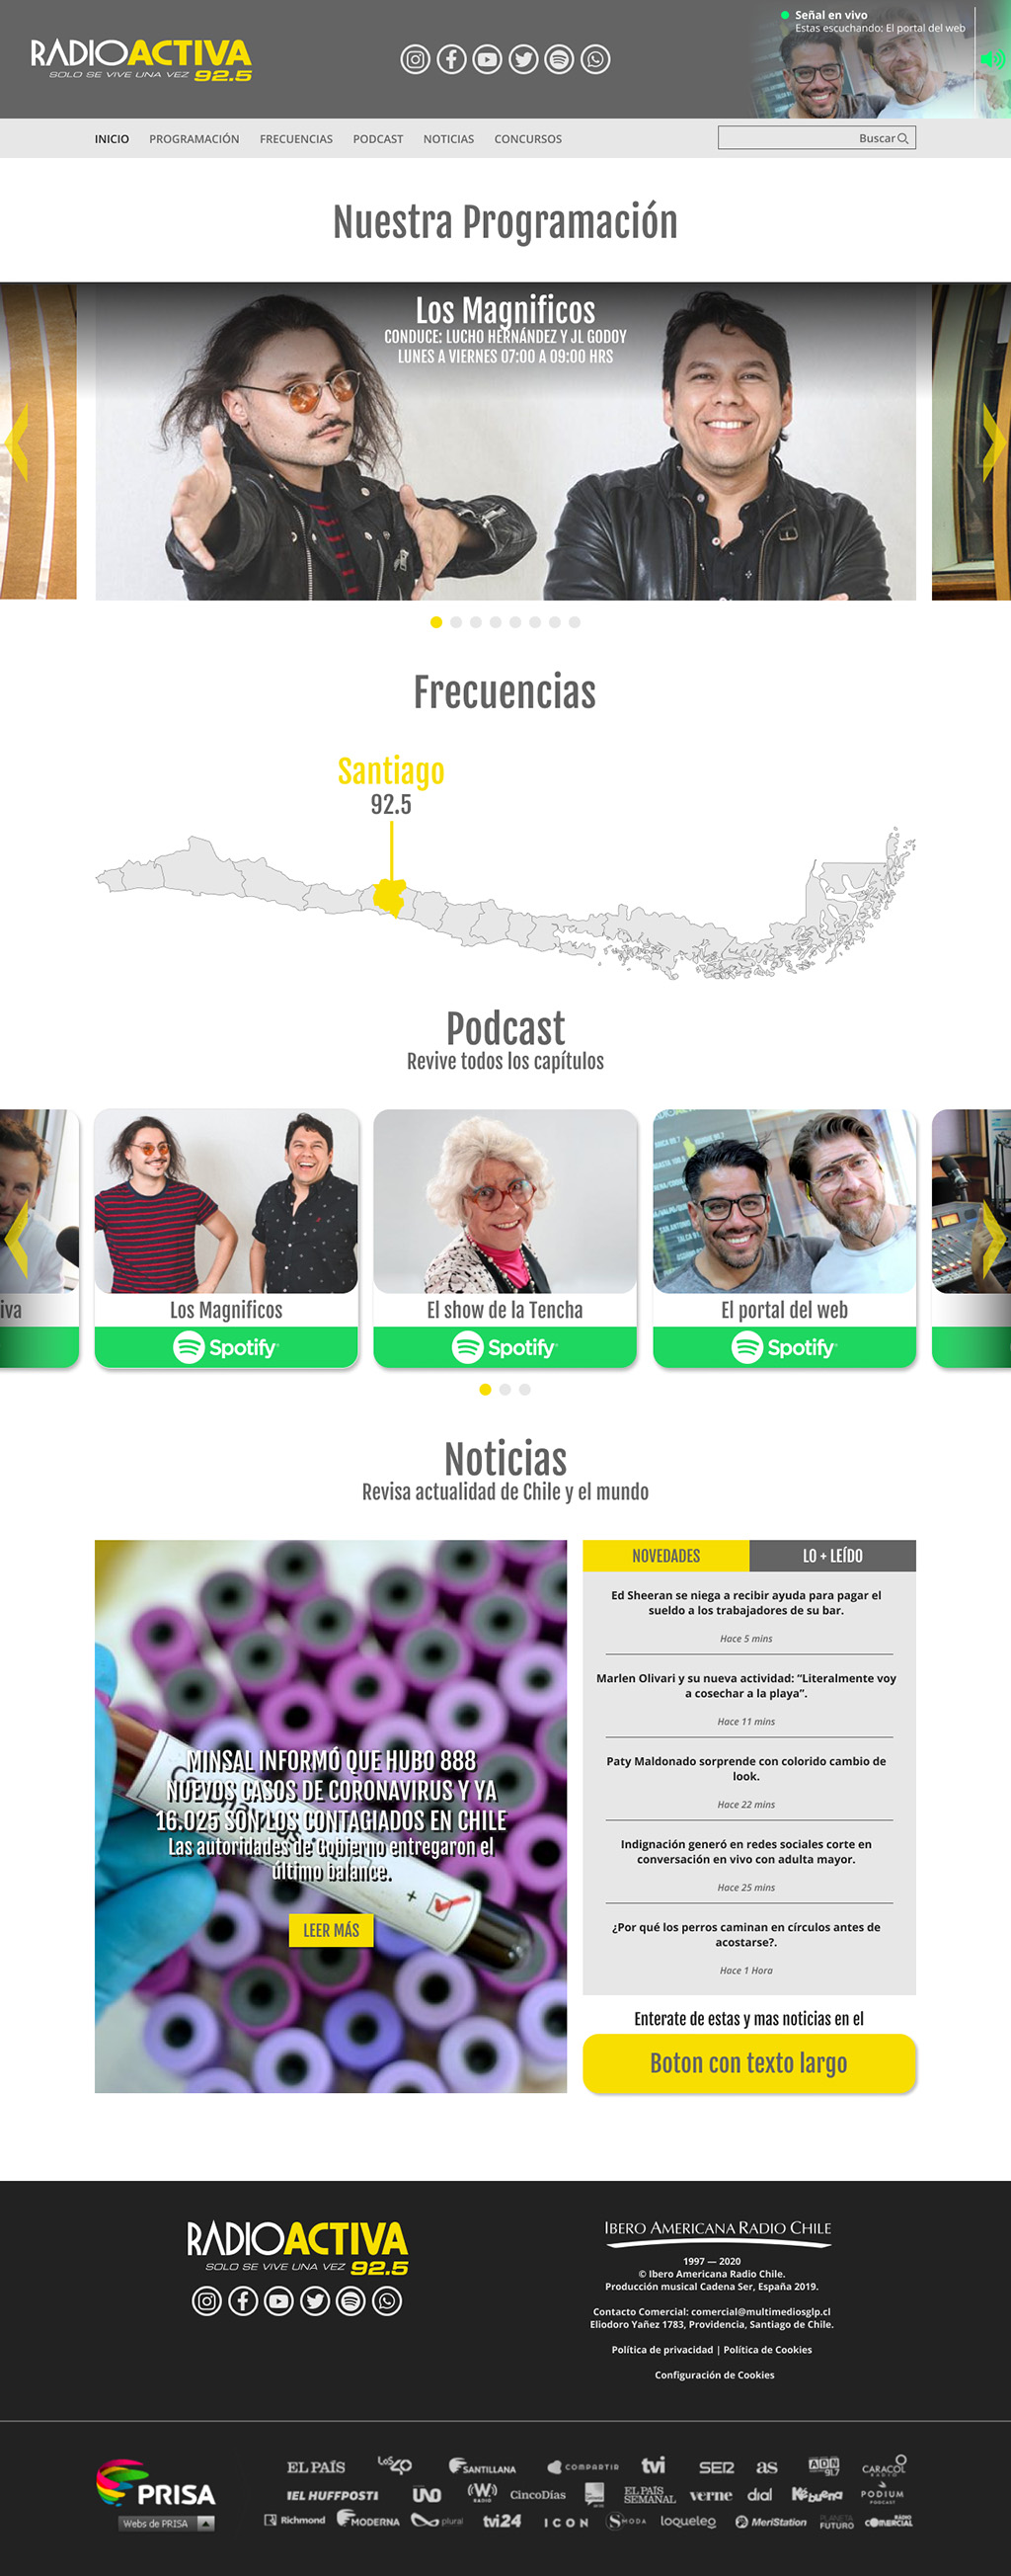 Señal en vivo
Estas escuchando: El portal del web
RADIOACTIVA
SOLO SE VIVE UNA VEZ 92.5
INICIO PROGRAMACIÓN FRECUENCIAS PODCAST NOTICIAS CONCURSOS Buscar
Nuestra Programación
Los Magnificos
CONDUCE: LUCHO HERNÁNDEZ Y JL GODOY
LUNES A VIERNES 07:00 A 09:00 HRS
Frecuencias
Santiago
92.5
Podcast
Revive todos los capítulos
iva
Los Magnificos
Spotify
El show de la Tencha
Spotify
El portal del web
Spotify
Noticias
Revisa actualidad de Chile y el mundo
MINSAL INFORMÓ QUE HUBO 888
NUEVOS CASOS DE CORONAVIRUS Y YA
16.025 SON LOS CONTAGIADOS EN CHILE
Las autoridades de Gobierno entregaron el
último balance.
LEER MÁS
NOVEDADES LO + LEÍDO
Ed Sheeran se niega a recibir ayuda para pagar el
sueldo a los trabajadores de su bar.
Hace 5 mins
Marlen Olivari y su nueva actividad: “Literalmente voy
a cosechar a la playa”.
Hace 11 mins
Paty Maldonado sorprende con colorido cambio de
look.
Hace 22 mins
Indignación generó en redes sociales corte en
conversación en vivo con adulta mayor.
Hace 25 mins
¿Por qué los perros caminan en círculos antes de
acostarse?.
Hace 1 Hora
Enterate de estas y mas noticias en el
Boton con texto largo
RADIOACTIVA
SOLO SE VIVE UNA VEZ 92.5
IBERO AMERICANA RADIO CHILE
1997 — 2020
© Ibero Americana Radio Chile.
Producción musical Cadena Ser, España 2019.
Contacto Comercial: comercial@multimediosglp.cl
Eliodoro Yañez 1783, Providencia, Santiago de Chile.
Política de privacidad | Política de Cookies
Configuración de Cookies
PRISA
Webs de PRISA
EL PAÍS LOS40 SANTILLANA COMPARTIR tvi SER as ADN 91.7 CARACOL RADIO
EL HUFFPOST UNO W RADIO CincoDías EL PAÍS SEMANAL verne dial Kebuena PODIUM PODCAST
Richmond MODERNA plural tvi24 ICON S MODA loqueleo MeriStation PLANETA FUTURO RADIO COMERCIAL